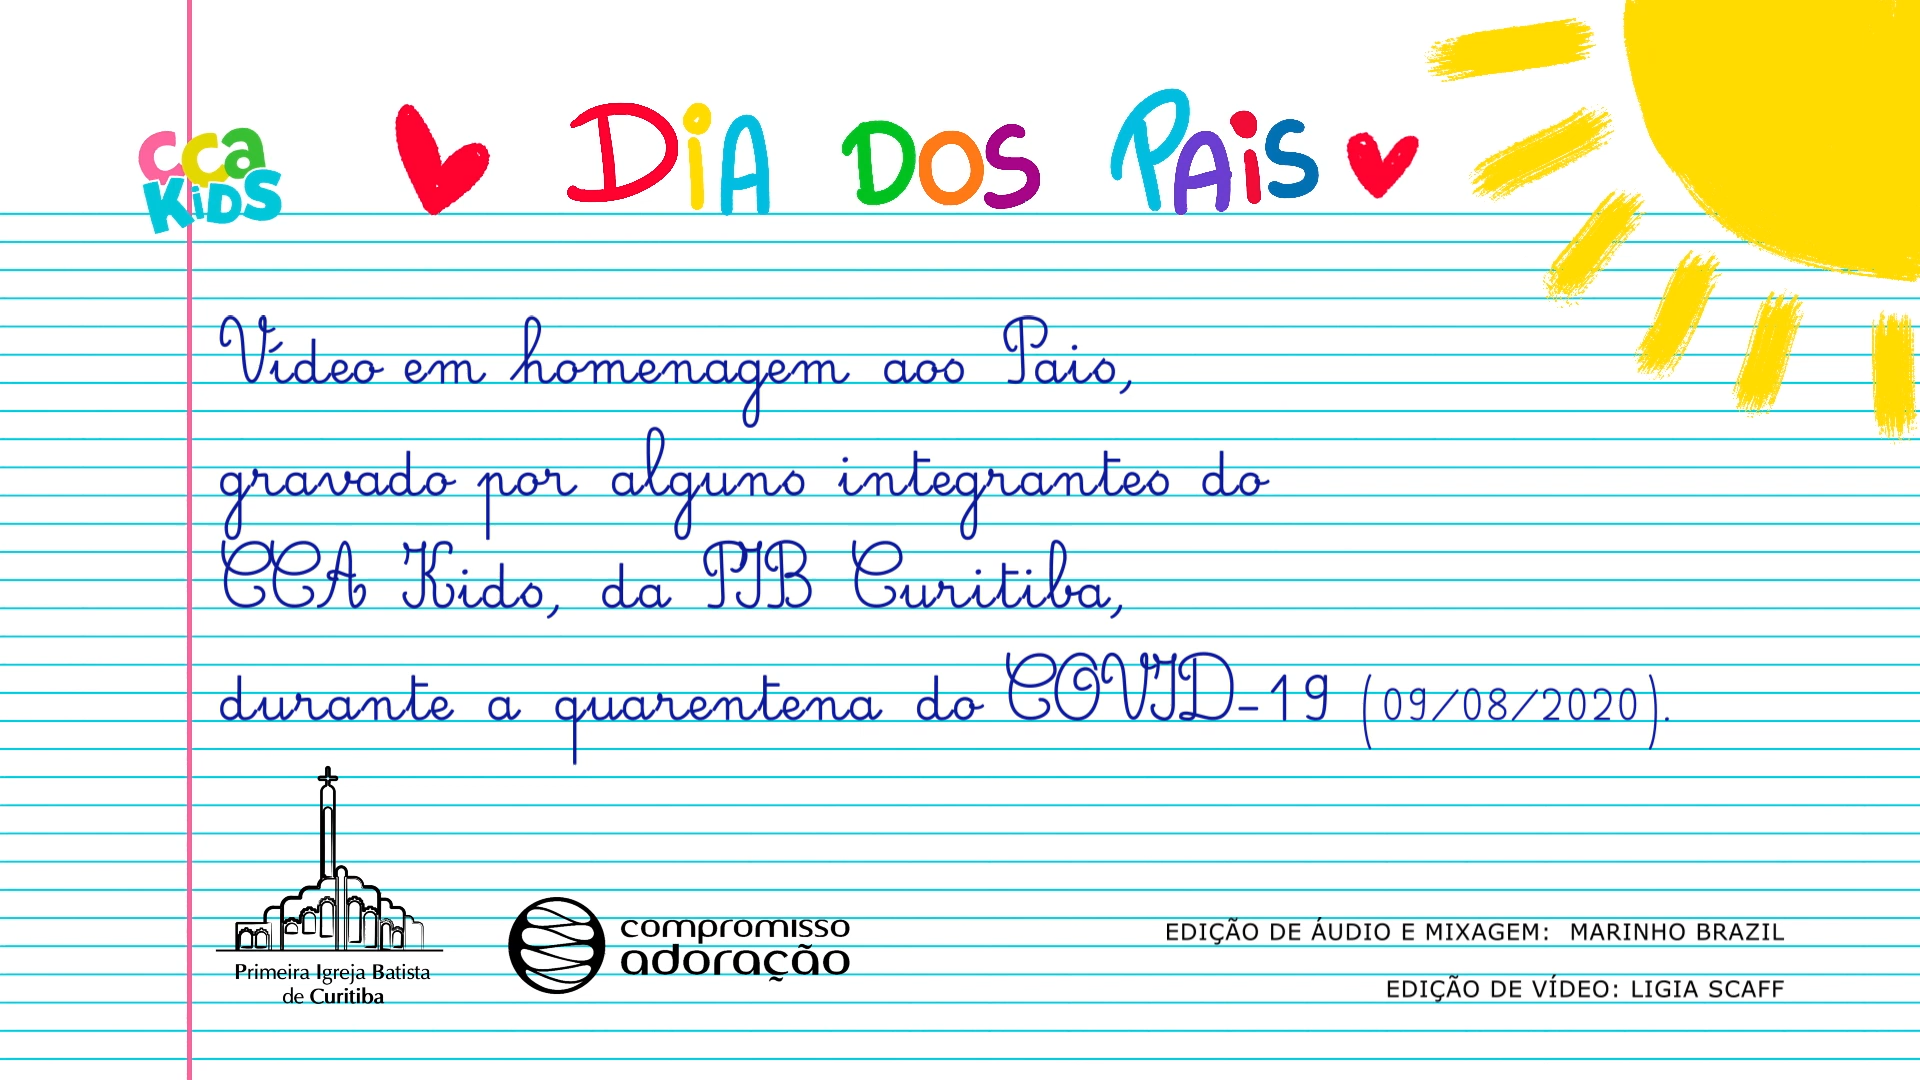 cca
KiDS
DiA DOS PAiS
Vídeo em homenagem aos Pais,
gravado por alguns integrantes do
CCA Kids, da PIB Curitiba,
durante a quarentena do COVID-19 (09/08/2020).
Primeira Igreja Batista
de Curitiba
compromisso
adoração
EDIÇÃO DE ÁUDIO E MIXAGEM: MARINHO BRAZIL
EDIÇÃO DE VÍDEO: LIGIA SCAFF